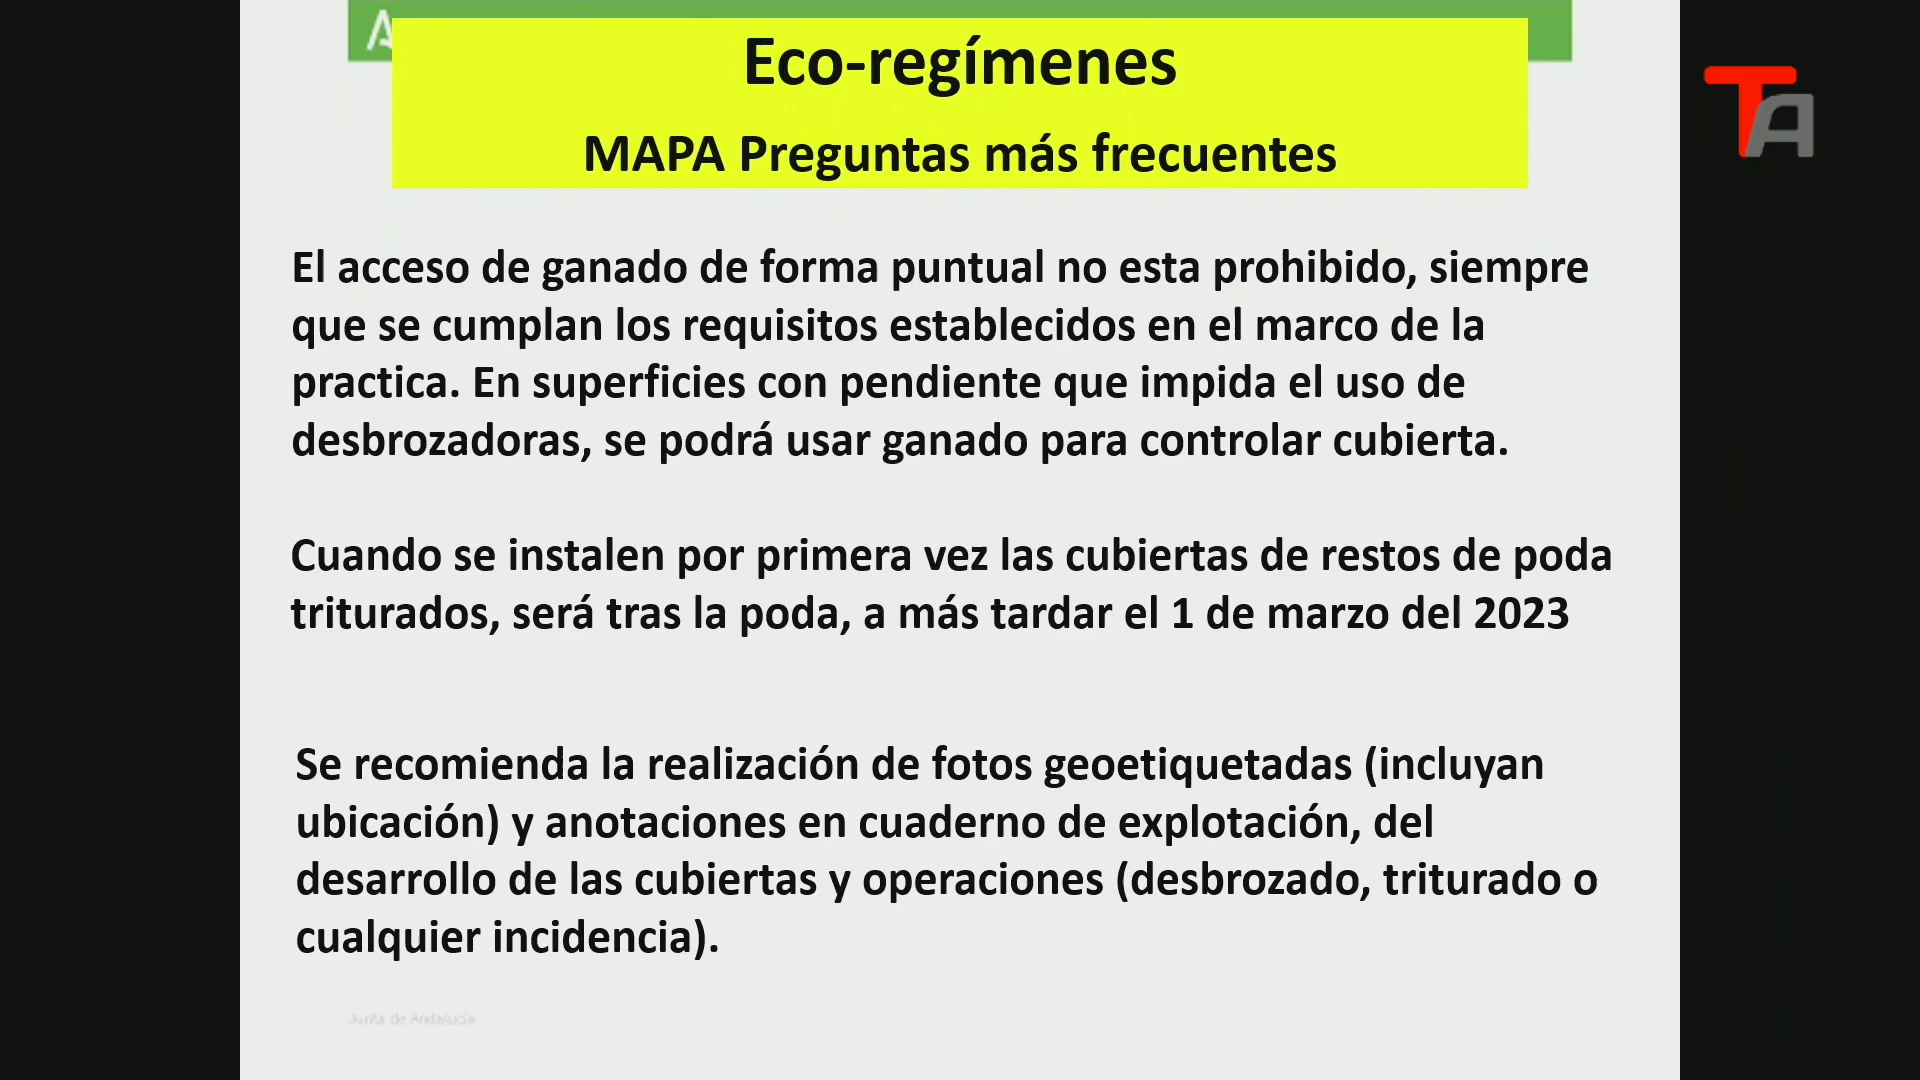 Eco-regímenes
MAPA Preguntas más frecuentes
TA
El acceso de ganado de forma puntual no esta prohibido, siempre
que se cumplan los requisitos establecidos en el marco de la
practica. En superficies con pendiente que impida el uso de
desbrozadoras, se podrá usar ganado para controlar cubierta.
Cuando se instalen por primera vez las cubiertas de restos de poda
triturados, será tras la poda, a más tardar el 1 de marzo del 2023
Se recomienda la realización de fotos geoetiquetadas (incluyan
ubicación) y anotaciones en cuaderno de explotación, del
desarrollo de las cubiertas y operaciones (desbrozado, triturado o
cualquier incidencia).
Junta de Andalucía